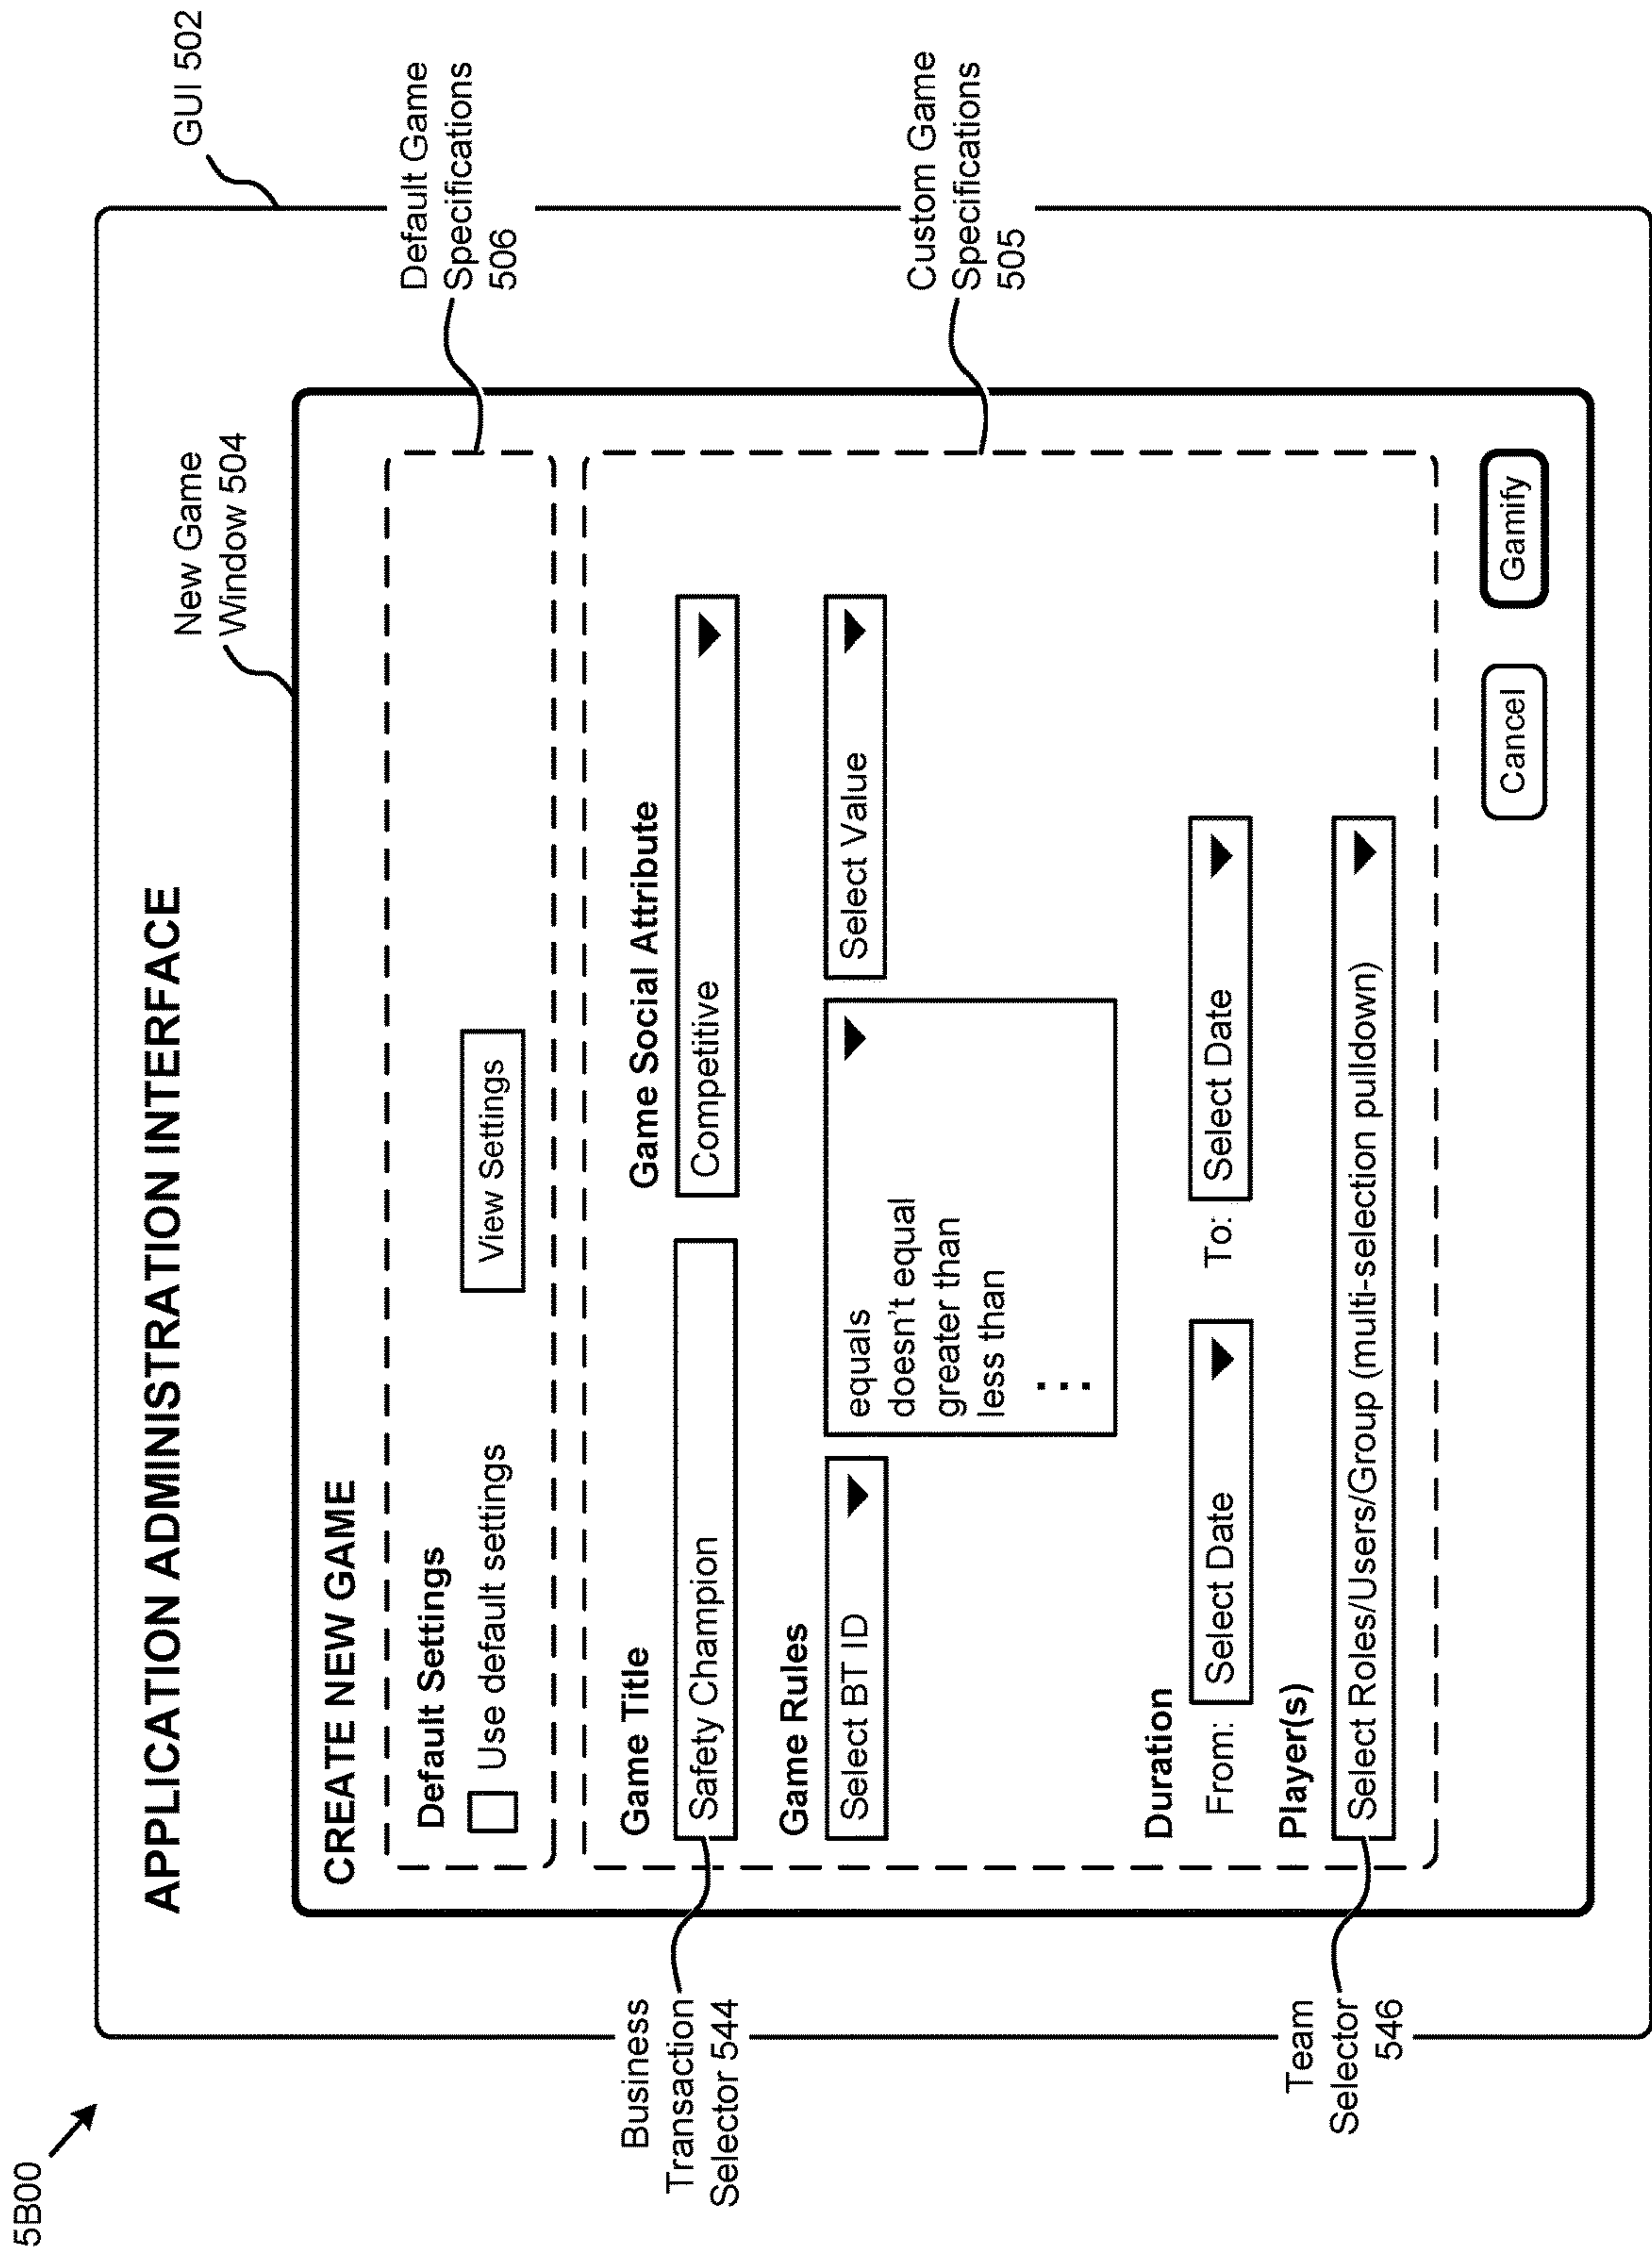 5B00
GUI 502
APPLICATION ADMINISTRATION INTERFACE
New Game
Window 504
CREATE NEW GAME
Default Game
Specifications
506
Default Settings
Use default settings
View Settings
Custom Game
Specifications
505
Business
Transaction
Selector 544
Game Title
Game Social Attribute
Safety Champion
Competitive
Game Rules
Select BT ID
equals
doesn't equal
greater than
less than
⋮
Select Value
Duration
From: Select Date To: Select Date
Team
Selector
546
Player(s)
Select Roles/Users/Group (multi-selection pulldown)
Cancel
Gamify